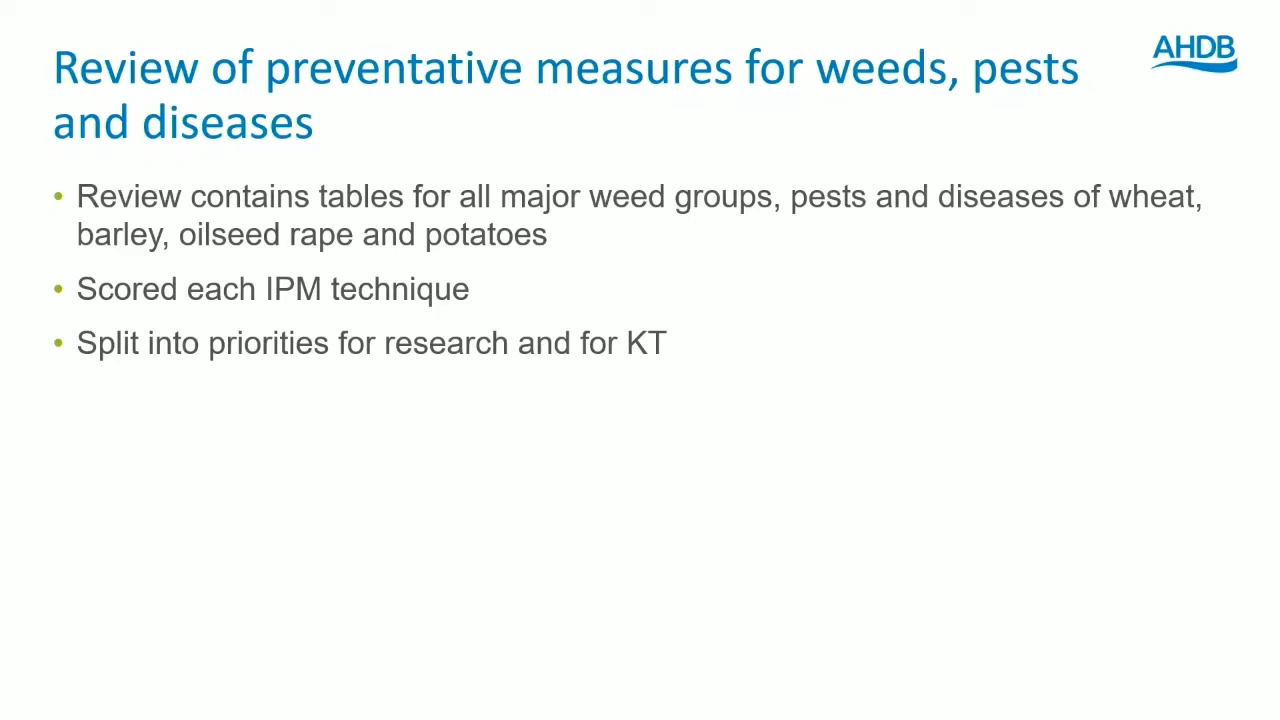 Review of preventative measures for weeds, pests
and diseases
AHDB
• Review contains tables for all major weed groups, pests and diseases of wheat,
barley, oilseed rape and potatoes
• Scored each IPM technique
• Split into priorities for research and for KT